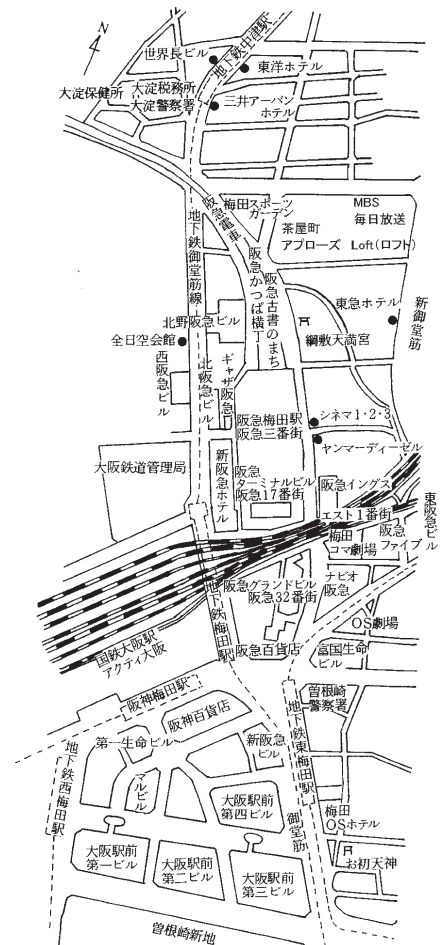 N
世界長ビル
地下鉄中津駅
東洋ホテル
大淀保健所
大淀税務所
大淀警察署
三井アーバン
ホテル
阪急電車
梅田スポーツ
ガーデン
MBS
毎日放送
茶屋町
アプローズ
Loft(ロフト)
地下鉄御堂筋線
阪急かっぱ横丁
阪急古書のまち
東急ホテル
新御堂筋
北野阪急ビル
全日空会館
綱敷天満宮
西阪急ビル
北阪急ビル
ギャザ阪急
シネマ1・2・3
阪急梅田駅
阪急三番街
ヤンマーディーゼル
大阪鉄道管理局
新阪急ホテル
阪急
ターミナルビル
阪急17番街
阪急イングス
エスト1番街
東阪急ビル
梅田
コマ劇場
阪急
ファイブ
阪急グランドビル
阪急32番街
ナビオ
阪急
地下鉄梅田駅
OS劇場
国鉄大阪駅
アクティ大阪
阪急百貨店
富国生命
ビル
阪神梅田駅
曽根崎
警察署
阪神百貨店
第一生命ビル
新阪急
ビル
地下鉄東梅田駅
地下鉄西梅田駅
マルビル
大阪駅前
第四ビル
御堂筋
梅田
OSホテル
大阪駅前
第一ビル
大阪駅前
第二ビル
大阪駅前
第三ビル
お初天神
曽根崎新地